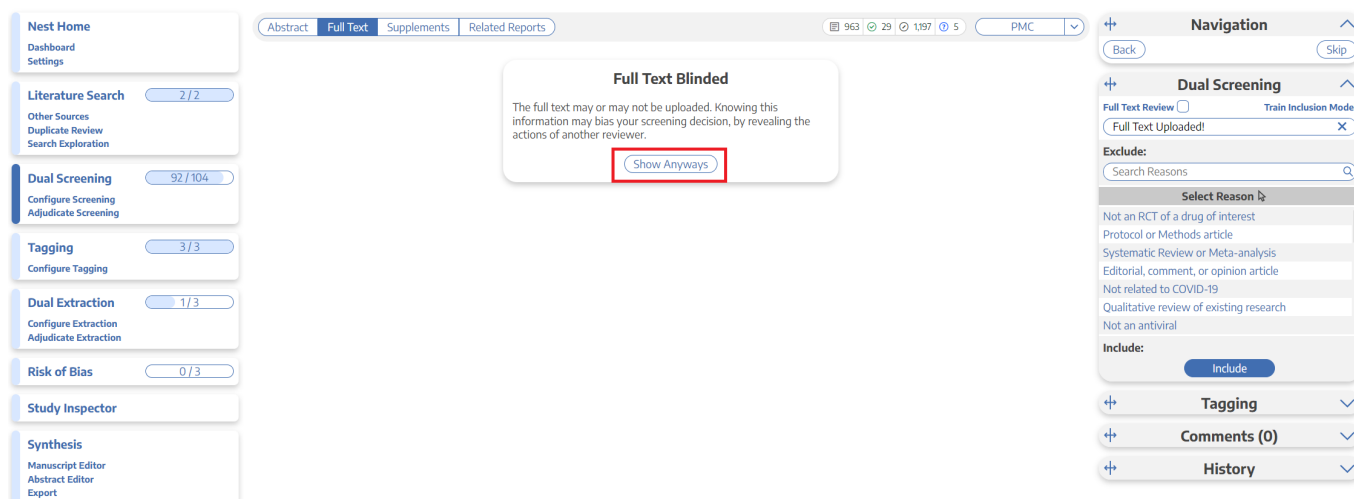 Nest Home
Dashboard
Settings
Literature Search 2 / 2
Other Sources
Duplicate Review
Search Exploration
Dual Screening 92 / 104
Configure Screening
Adjudicate Screening
Tagging 3 / 3
Configure Tagging
Dual Extraction 1 / 3
Configure Extraction
Adjudicate Extraction
Risk of Bias 0 / 3
Study Inspector
Synthesis
Manuscript Editor
Abstract Editor
Export
Abstract Full Text Supplements Related Reports
963 29 1,197 5 PMC
Full Text Blinded
The full text may or may not be uploaded. Knowing this
information may bias your screening decision, by revealing the
actions of another reviewer.
Show Anyways
Navigation
Back Skip
Dual Screening
Full Text Review Train Inclusion Mode
Full Text Uploaded!
Exclude:
Search Reasons
Select Reason
Not an RCT of a drug of interest
Protocol or Methods article
Systematic Review or Meta-analysis
Editorial, comment, or opinion article
Not related to COVID-19
Qualitative review of existing research
Not an antiviral
Include:
Include
Tagging
Comments (0)
History